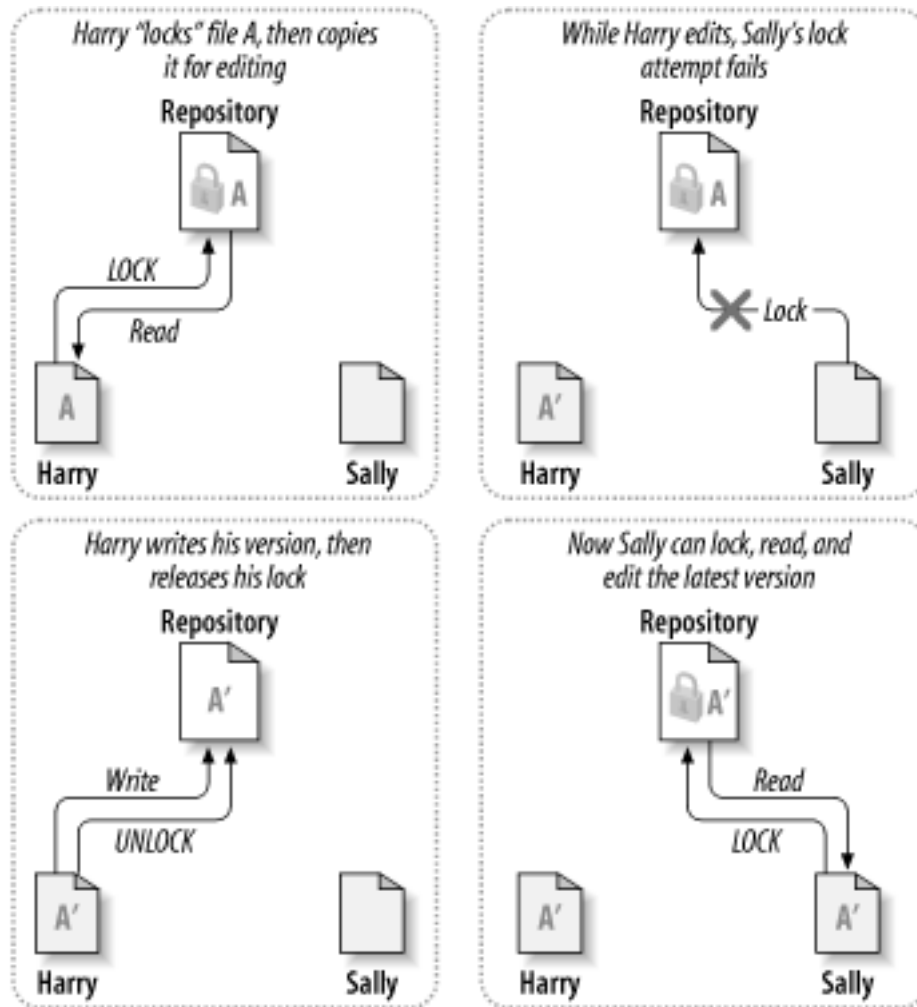 Harry “locks” file A, then copies
it for editing
Repository
A
LOCK
Read
A
Harry
Sally
While Harry edits, Sally’s lock
attempt fails
Repository
A
Lock
A′
Harry
Sally
Harry writes his version, then
releases his lock
Repository
A′
Write
UNLOCK
A′
Harry
Sally
Now Sally can lock, read, and
edit the latest version
Repository
A′
Read
LOCK
A′
A′
Harry
Sally